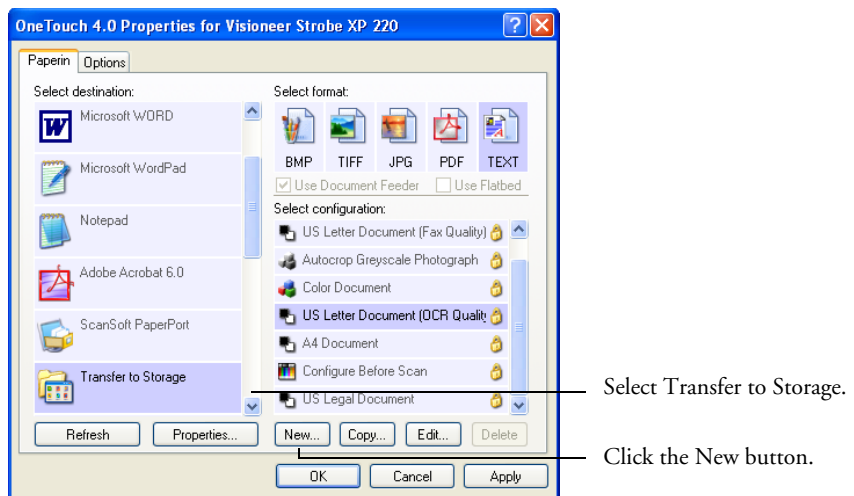 OneTouch 4.0 Properties for Visioneer Strobe XP 220
Paperin
Options
Select destination:
Microsoft WORD
Microsoft WordPad
Notepad
Adobe Acrobat 6.0
ScanSoft PaperPort
Transfer to Storage
Refresh
Properties...
Select format:
BMP TIFF JPG PDF TEXT
Use Document Feeder
Use Flatbed
Select configuration:
US Letter Document (Fax Quality)
Autocrop Greyscale Photograph
Color Document
US Letter Document (OCR Quality
A4 Document
Configure Before Scan
US Legal Document
New... Copy... Edit... Delete
OK Cancel Apply
Select Transfer to Storage.
Click the New button.